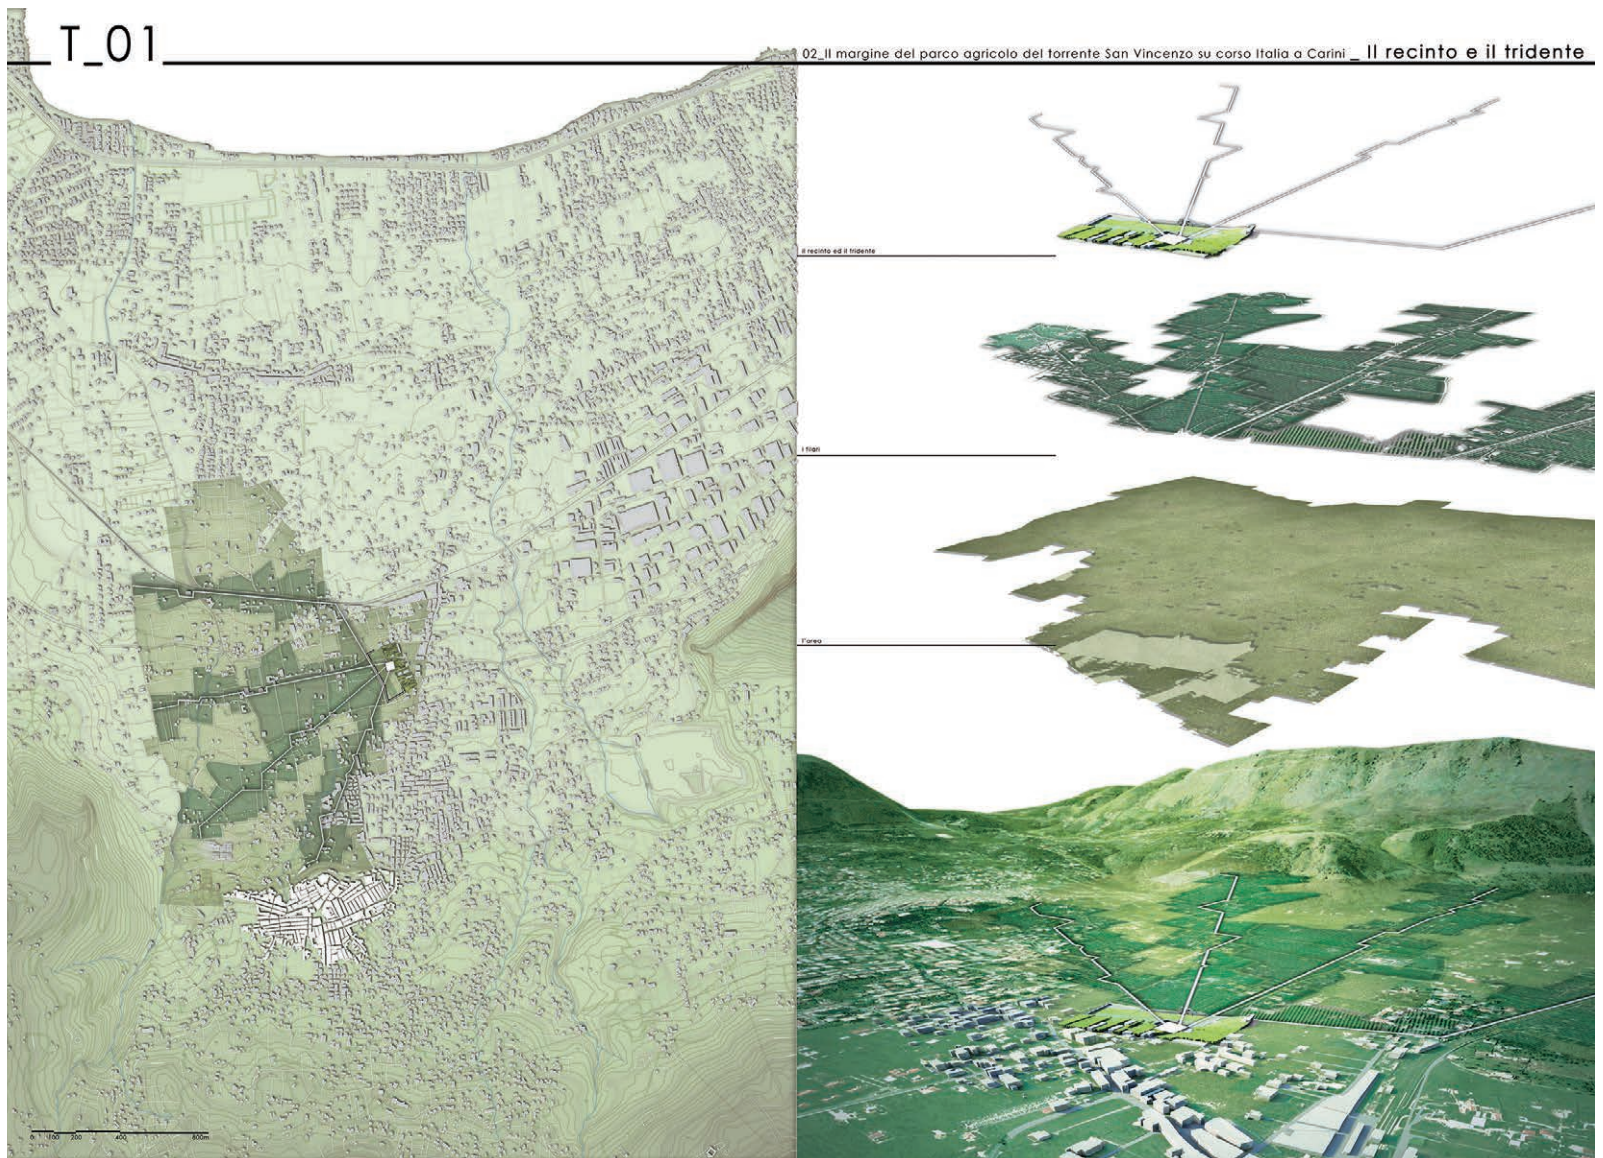 T_01
02_Il margine del parco agricolo del torrente San Vincenzo su corso Italia a Carini _ Il recinto e il tridente
il recinto ed il tridente
i filari
l'area
0 100 200 400 800m